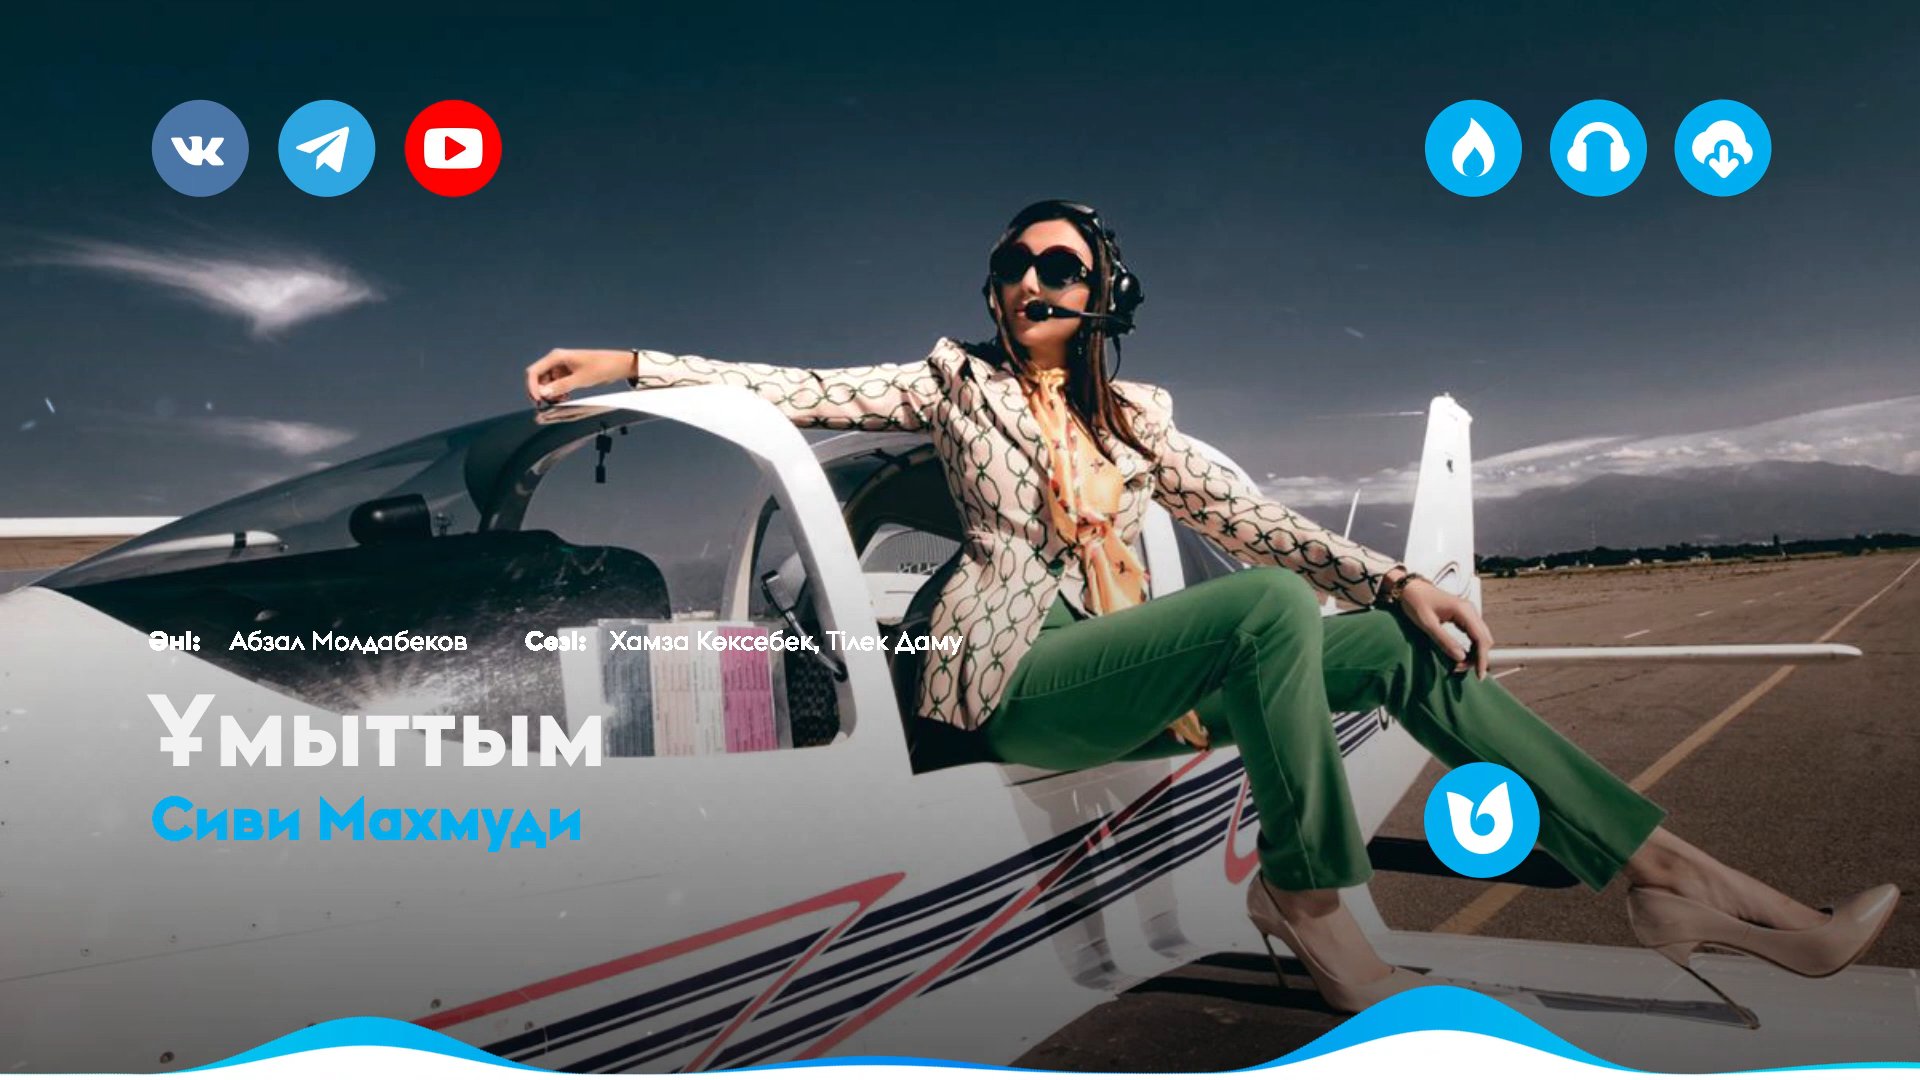 Әні: Абзал Молдабеков Сөзі: Хамза Көксебек, Тілек Даму
Ұмыттым
Сиви Махмуди